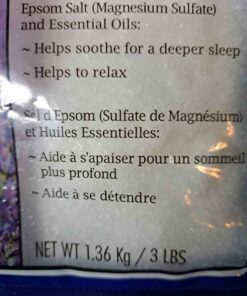 Epsom Salt (Magnesium Sulfate)
and Essential Oils:
~ Helps soothe for a deeper sleep
~ Helps to relax
Sel d'Epsom (Sulfate de Magnésium)
et Huiles Essentielles:
~ Aide à s'apaiser pour un sommeil
plus profond
~ Aide à se détendre
NET WT 1.36 Kg / 3 LBS